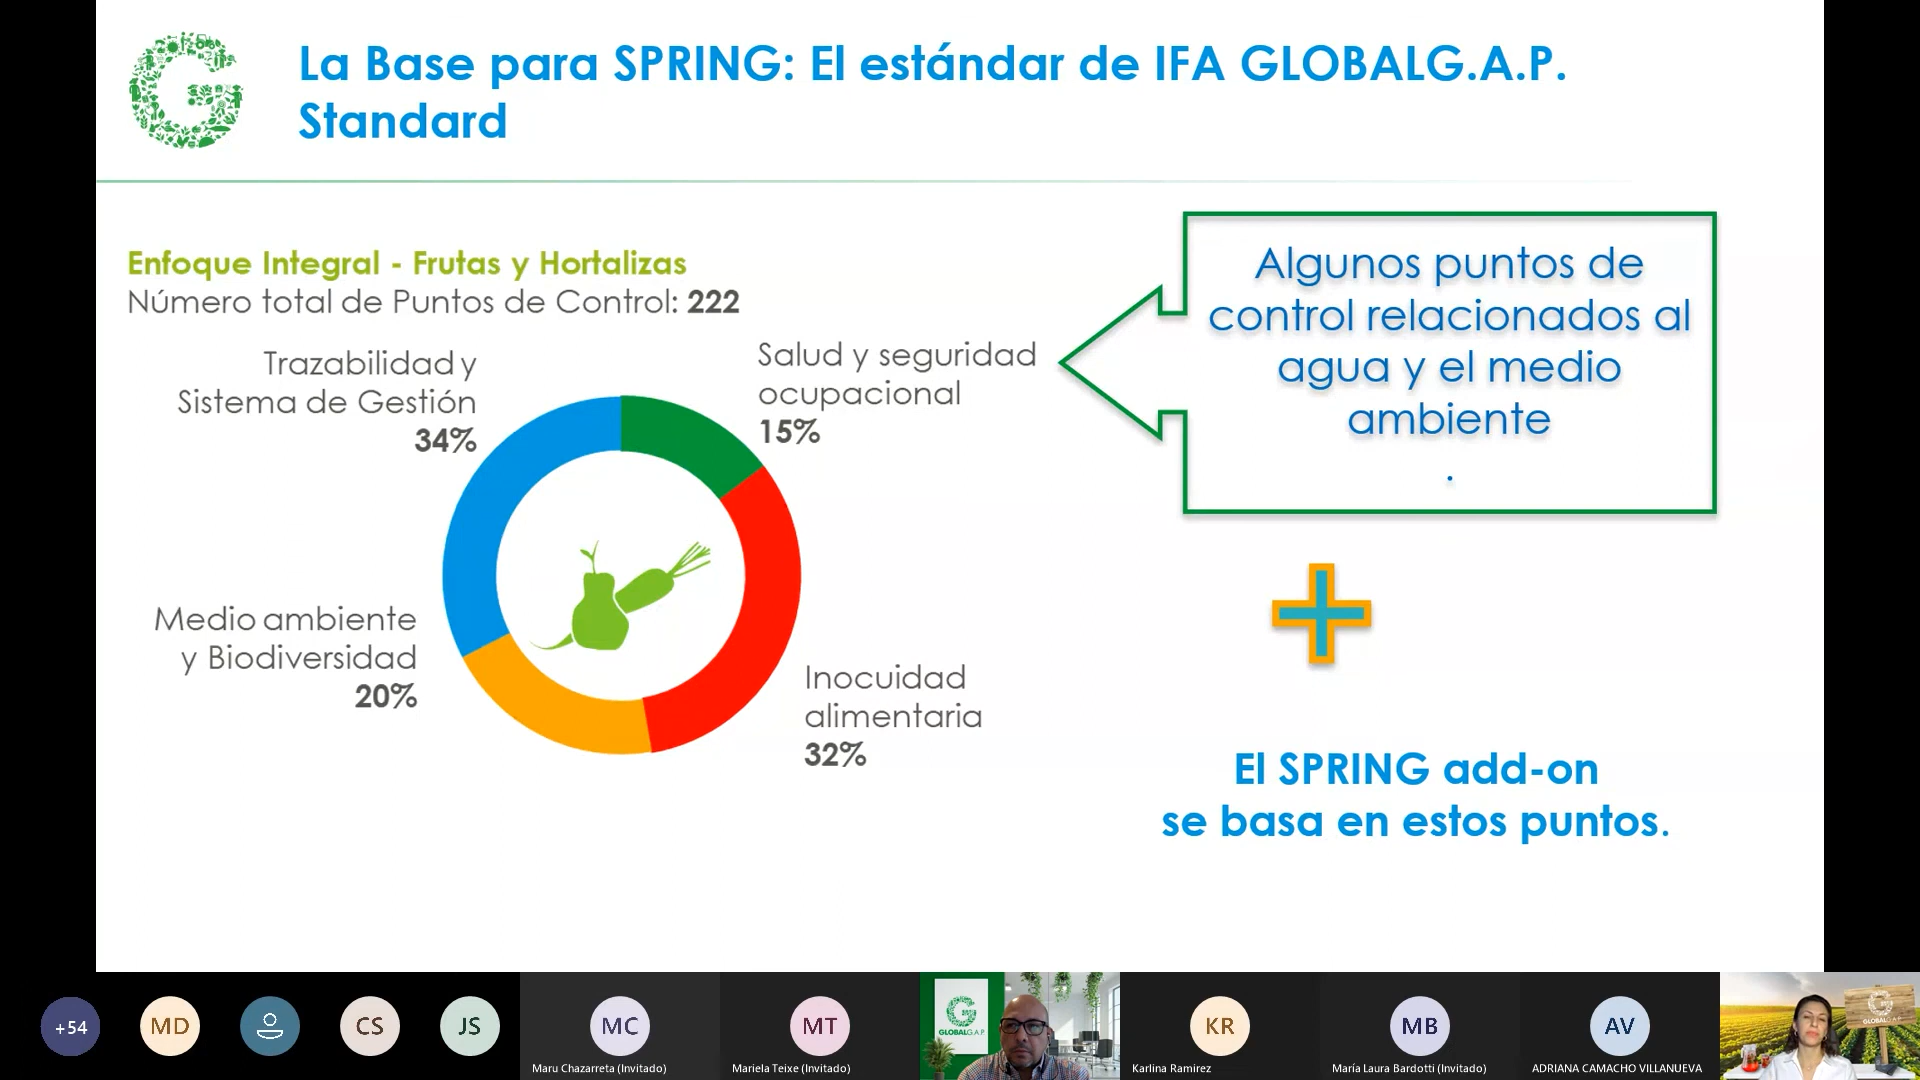 La Base para SPRING: El estándar de IFA GLOBALG.A.P.
Standard
Enfoque Integral - Frutas y Hortalizas
Número total de Puntos de Control: 222
Trazabilidad y
Sistema de Gestión
34%
Salud y seguridad
ocupacional
15%
Medio ambiente
y Biodiversidad
20%
Inocuidad
alimentaria
32%
Algunos puntos de
control relacionados al
agua y el medio
ambiente
.
El SPRING add-on
se basa en estos puntos.
+54
MD
CS
JS
MC
Maru Chazarreta (Invitado)
MT
Mariela Teixe (Invitado)
GLOBALG.A.P.
KR
Karlina Ramirez
MB
María Laura Bardotti (Invitado)
AV
ADRIANA CAMACHO VILLANUEVA
GLOBALG.A.P.